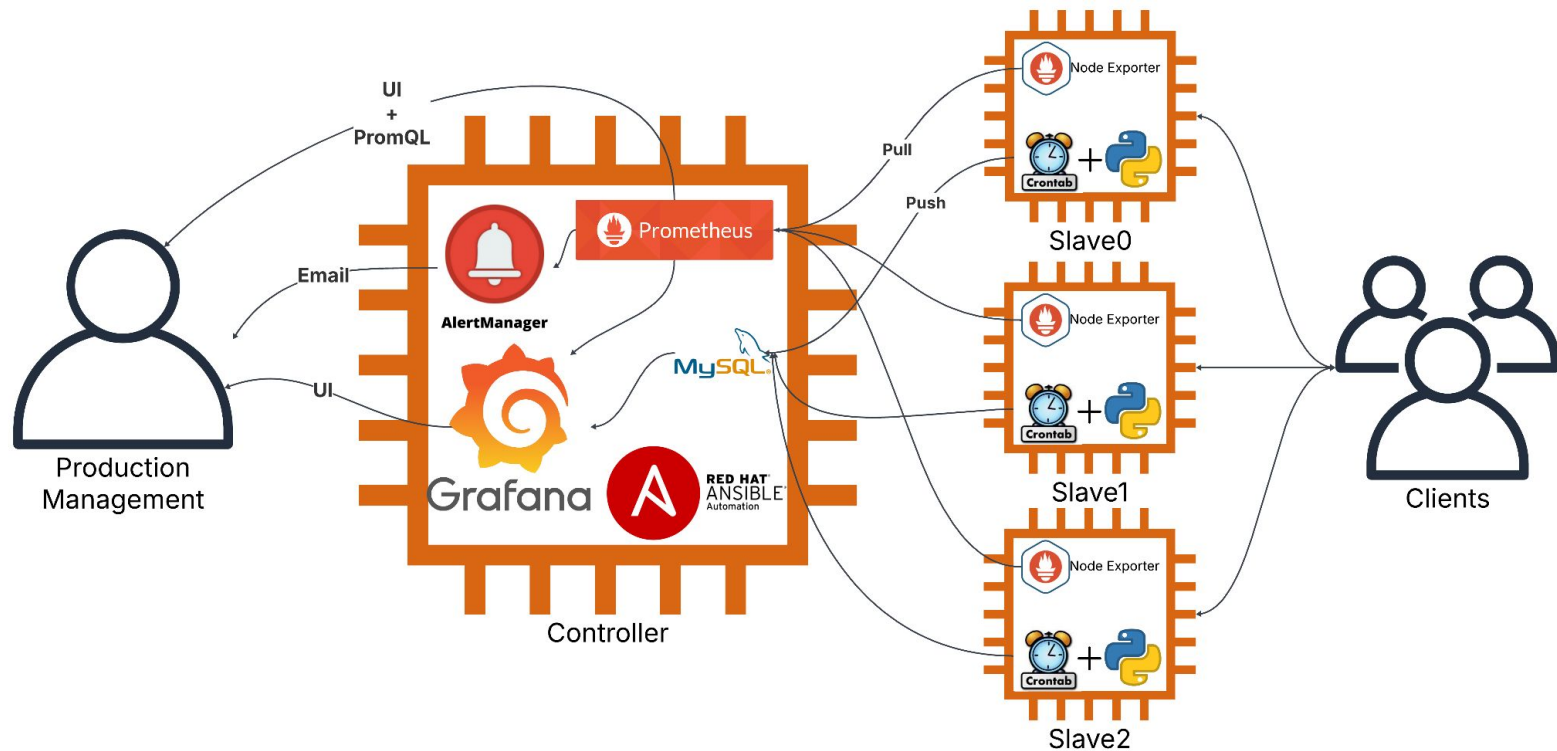 UI
+
PromQL
Email
UI
Production
Management
Prometheus
AlertManager
MySQL
Grafana
RED HAT
ANSIBLE
Automation
Controller
Pull
Push
Node Exporter
+
Crontab
Slave0
Node Exporter
+
Crontab
Slave1
Node Exporter
+
Crontab
Slave2
Clients